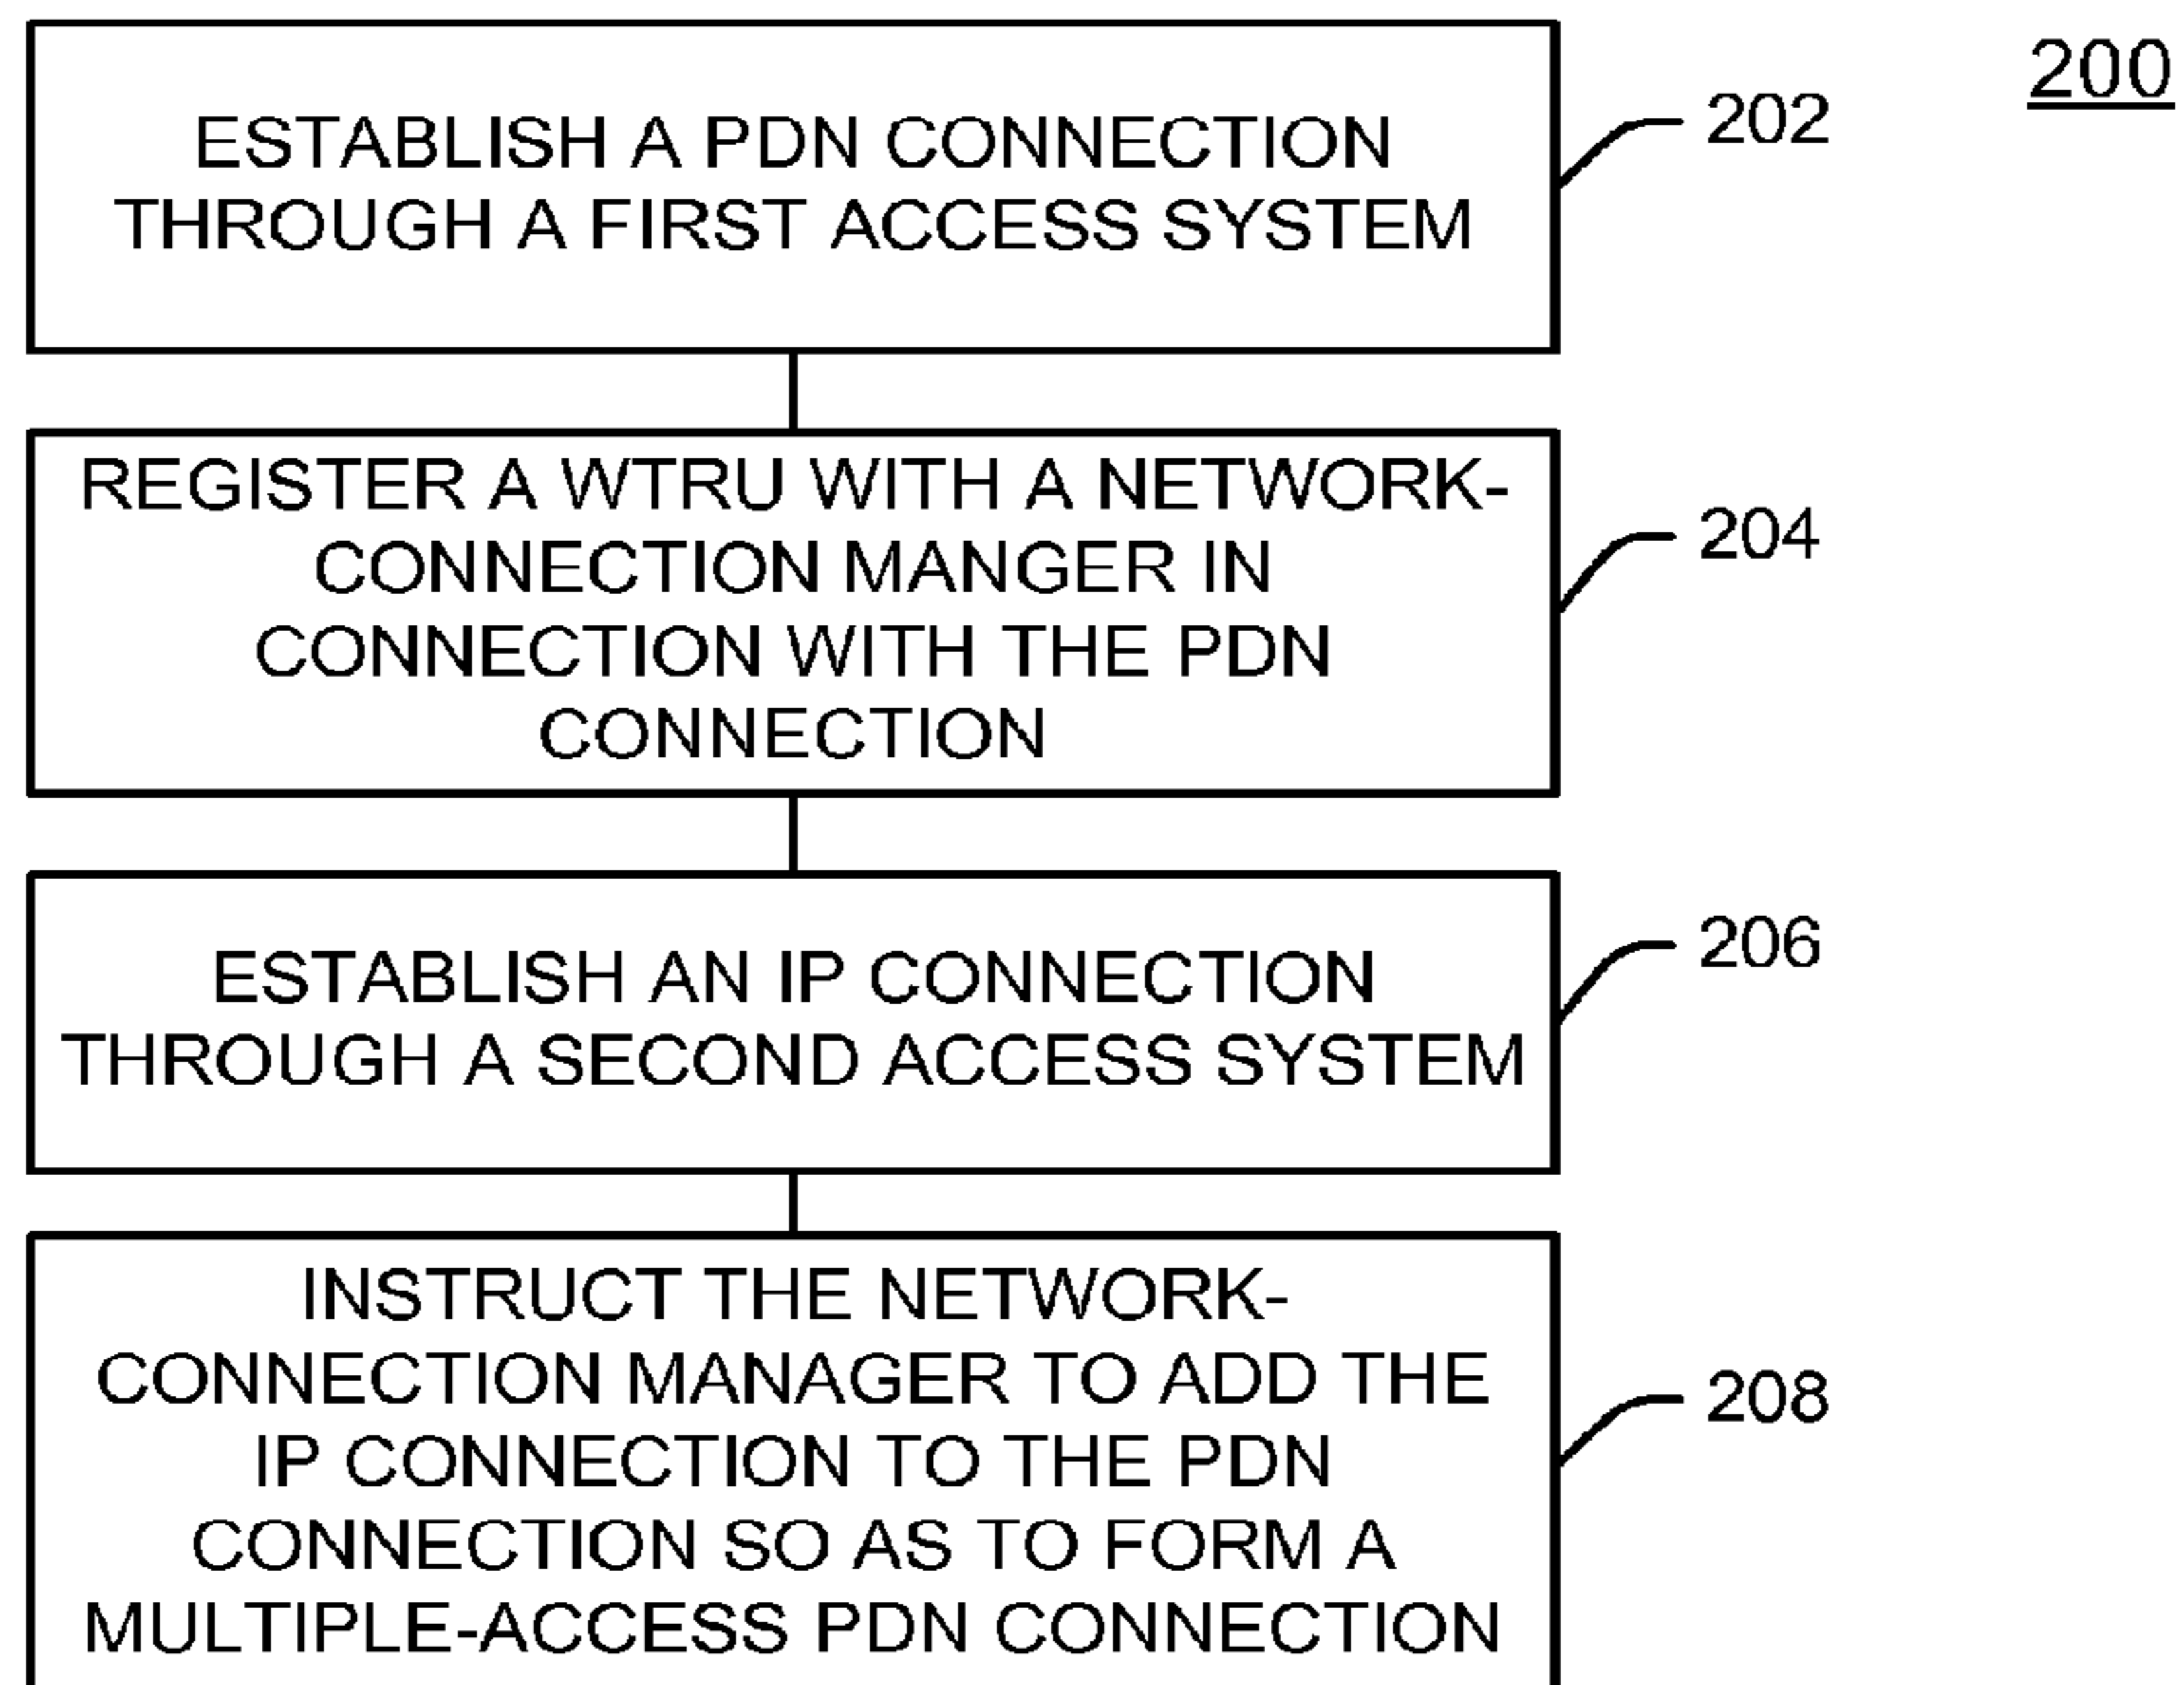 200
ESTABLISH A PDN CONNECTION
THROUGH A FIRST ACCESS SYSTEM
202
REGISTER A WTRU WITH A NETWORK-
CONNECTION MANGER IN
CONNECTION WITH THE PDN
CONNECTION
204
ESTABLISH AN IP CONNECTION
THROUGH A SECOND ACCESS SYSTEM
206
INSTRUCT THE NETWORK-
CONNECTION MANAGER TO ADD THE
IP CONNECTION TO THE PDN
CONNECTION SO AS TO FORM A
MULTIPLE-ACCESS PDN CONNECTION
208